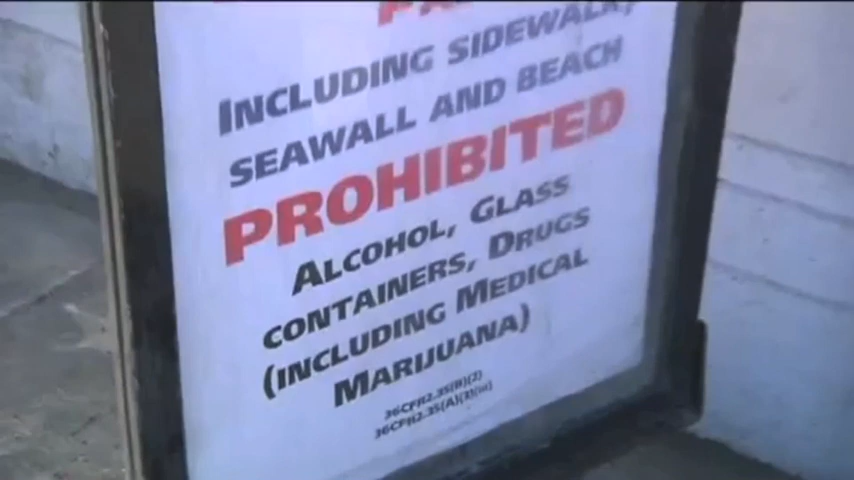 INCLUDING SIDEWALK,
SEAWALL AND BEACH
PROHIBITED
ALCOHOL, GLASS
CONTAINERS, DRUGS
(INCLUDING MEDICAL
MARIJUANA)
36CFR2.35(B)(2)
36CFR2.35(A)(3)(iii)